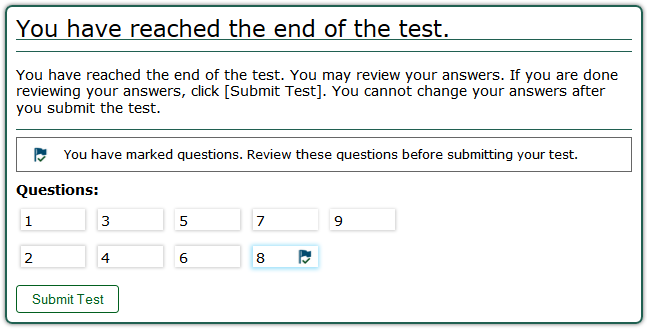 You have reached the end of the test.
You have reached the end of the test. You may review your answers. If you are done
reviewing your answers, click [Submit Test]. You cannot change your answers after
you submit the test.
You have marked questions. Review these questions before submitting your test.
Questions:
1 3 5 7 9
2 4 6 8
Submit Test